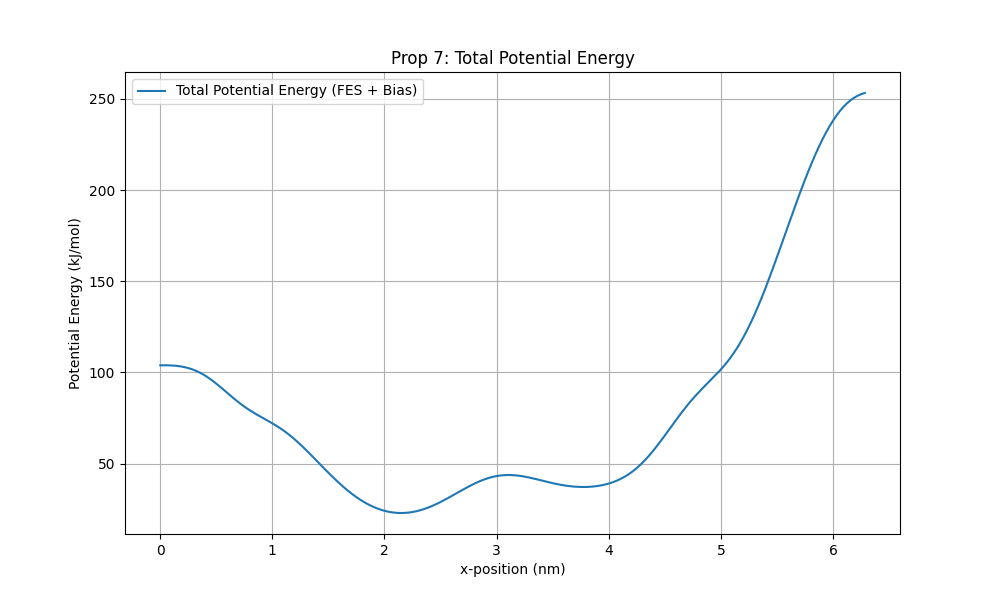 Prop 7: Total Potential Energy
Total Potential Energy (FES + Bias)
Potential Energy (kJ/mol)
250
200
150
100
50
0 1 2 3 4 5 6
x-position (nm)